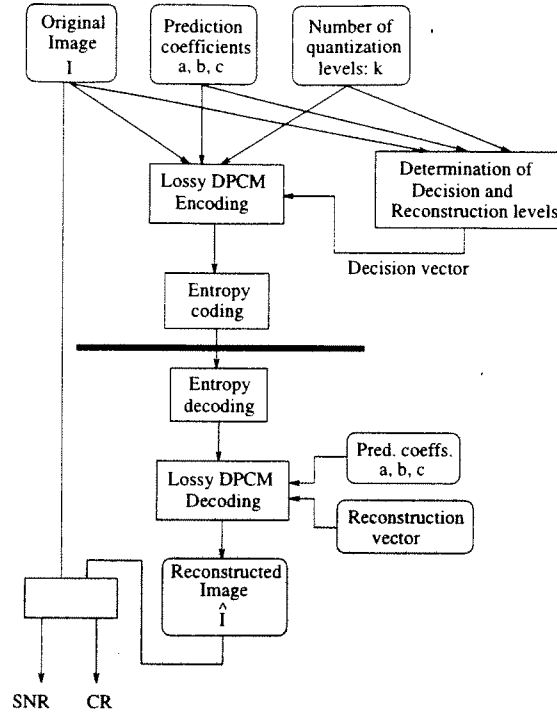 Original
Image
I
Prediction
coefficients
a, b, c
Number of
quantization
levels: k
Lossy DPCM
Encoding
Determination of
Decision and
Reconstruction levels
Decision vector
Entropy
coding
Entropy
decoding
Lossy DPCM
Decoding
Pred. coeffs.
a, b, c
Reconstruction
vector
Reconstructed
Image
Î
SNR
CR